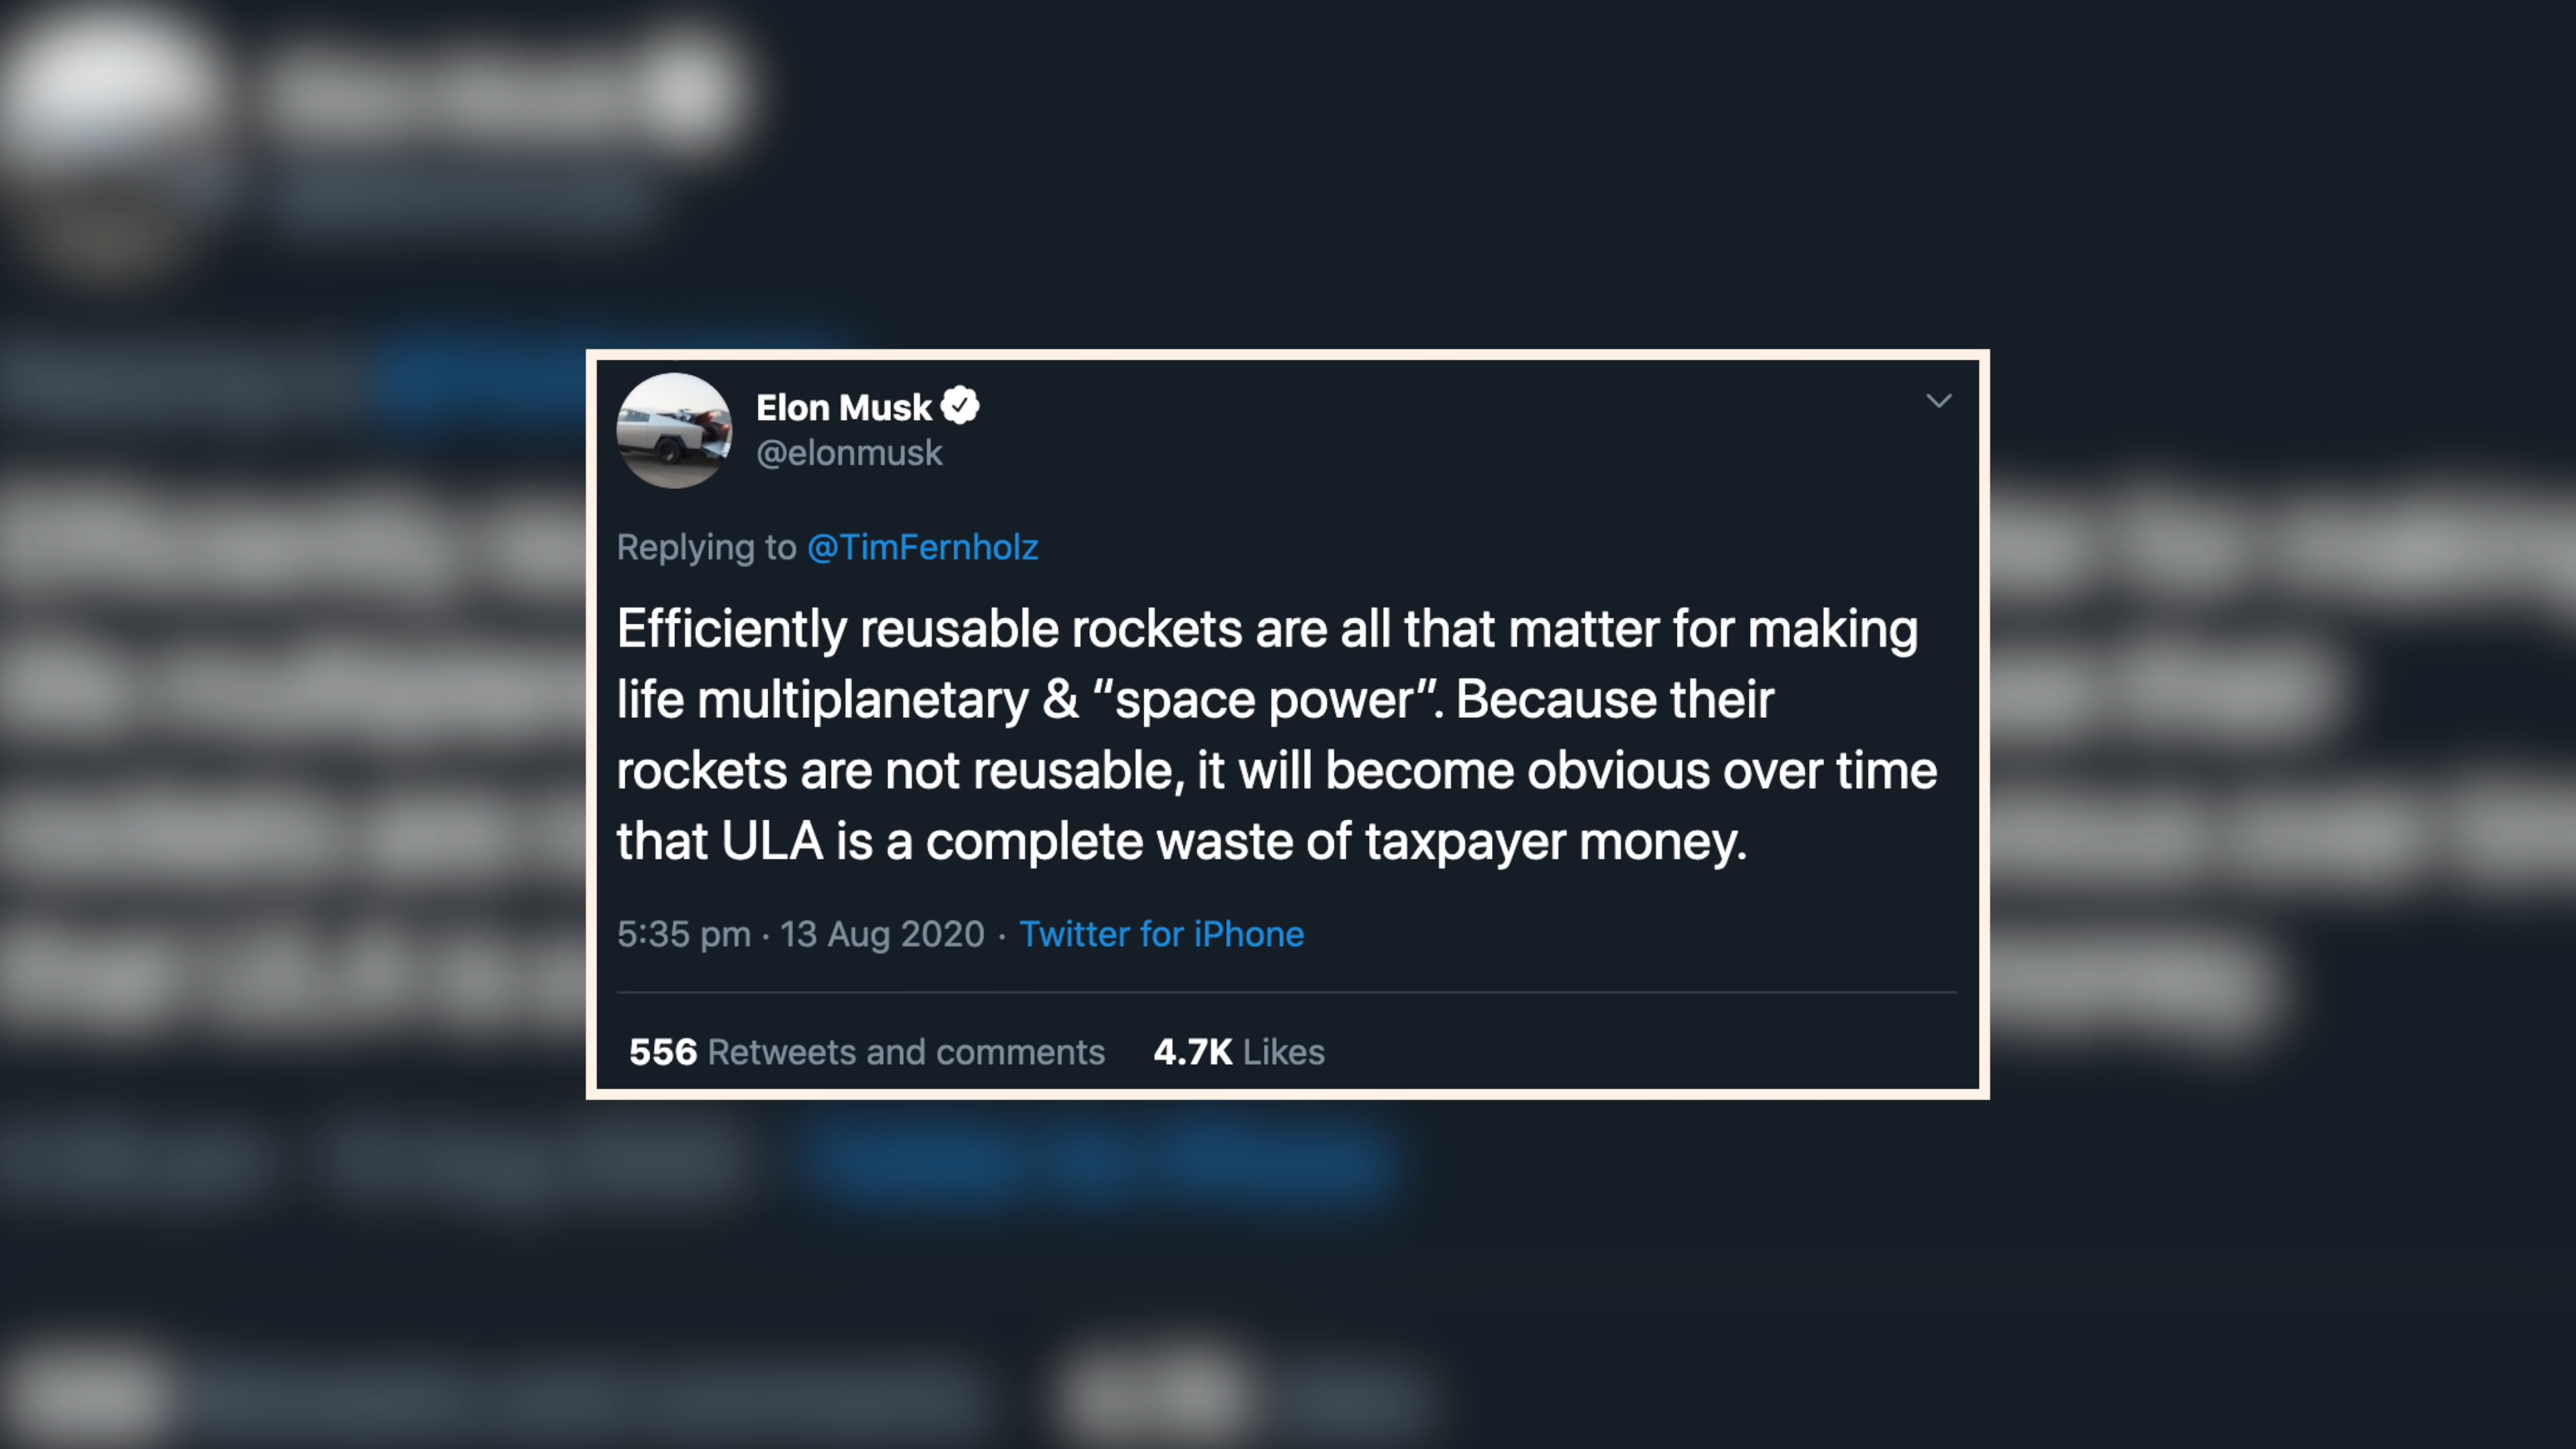 Elon Musk
@elonmusk
Replying to @TimFernholz
Efficiently reusable rockets are all that matter for making
life multiplanetary & “space power”. Because their
rockets are not reusable, it will become obvious over time
that ULA is a complete waste of taxpayer money.
5:35 pm · 13 Aug 2020 · Twitter for iPhone
556 Retweets and comments 4.7K Likes